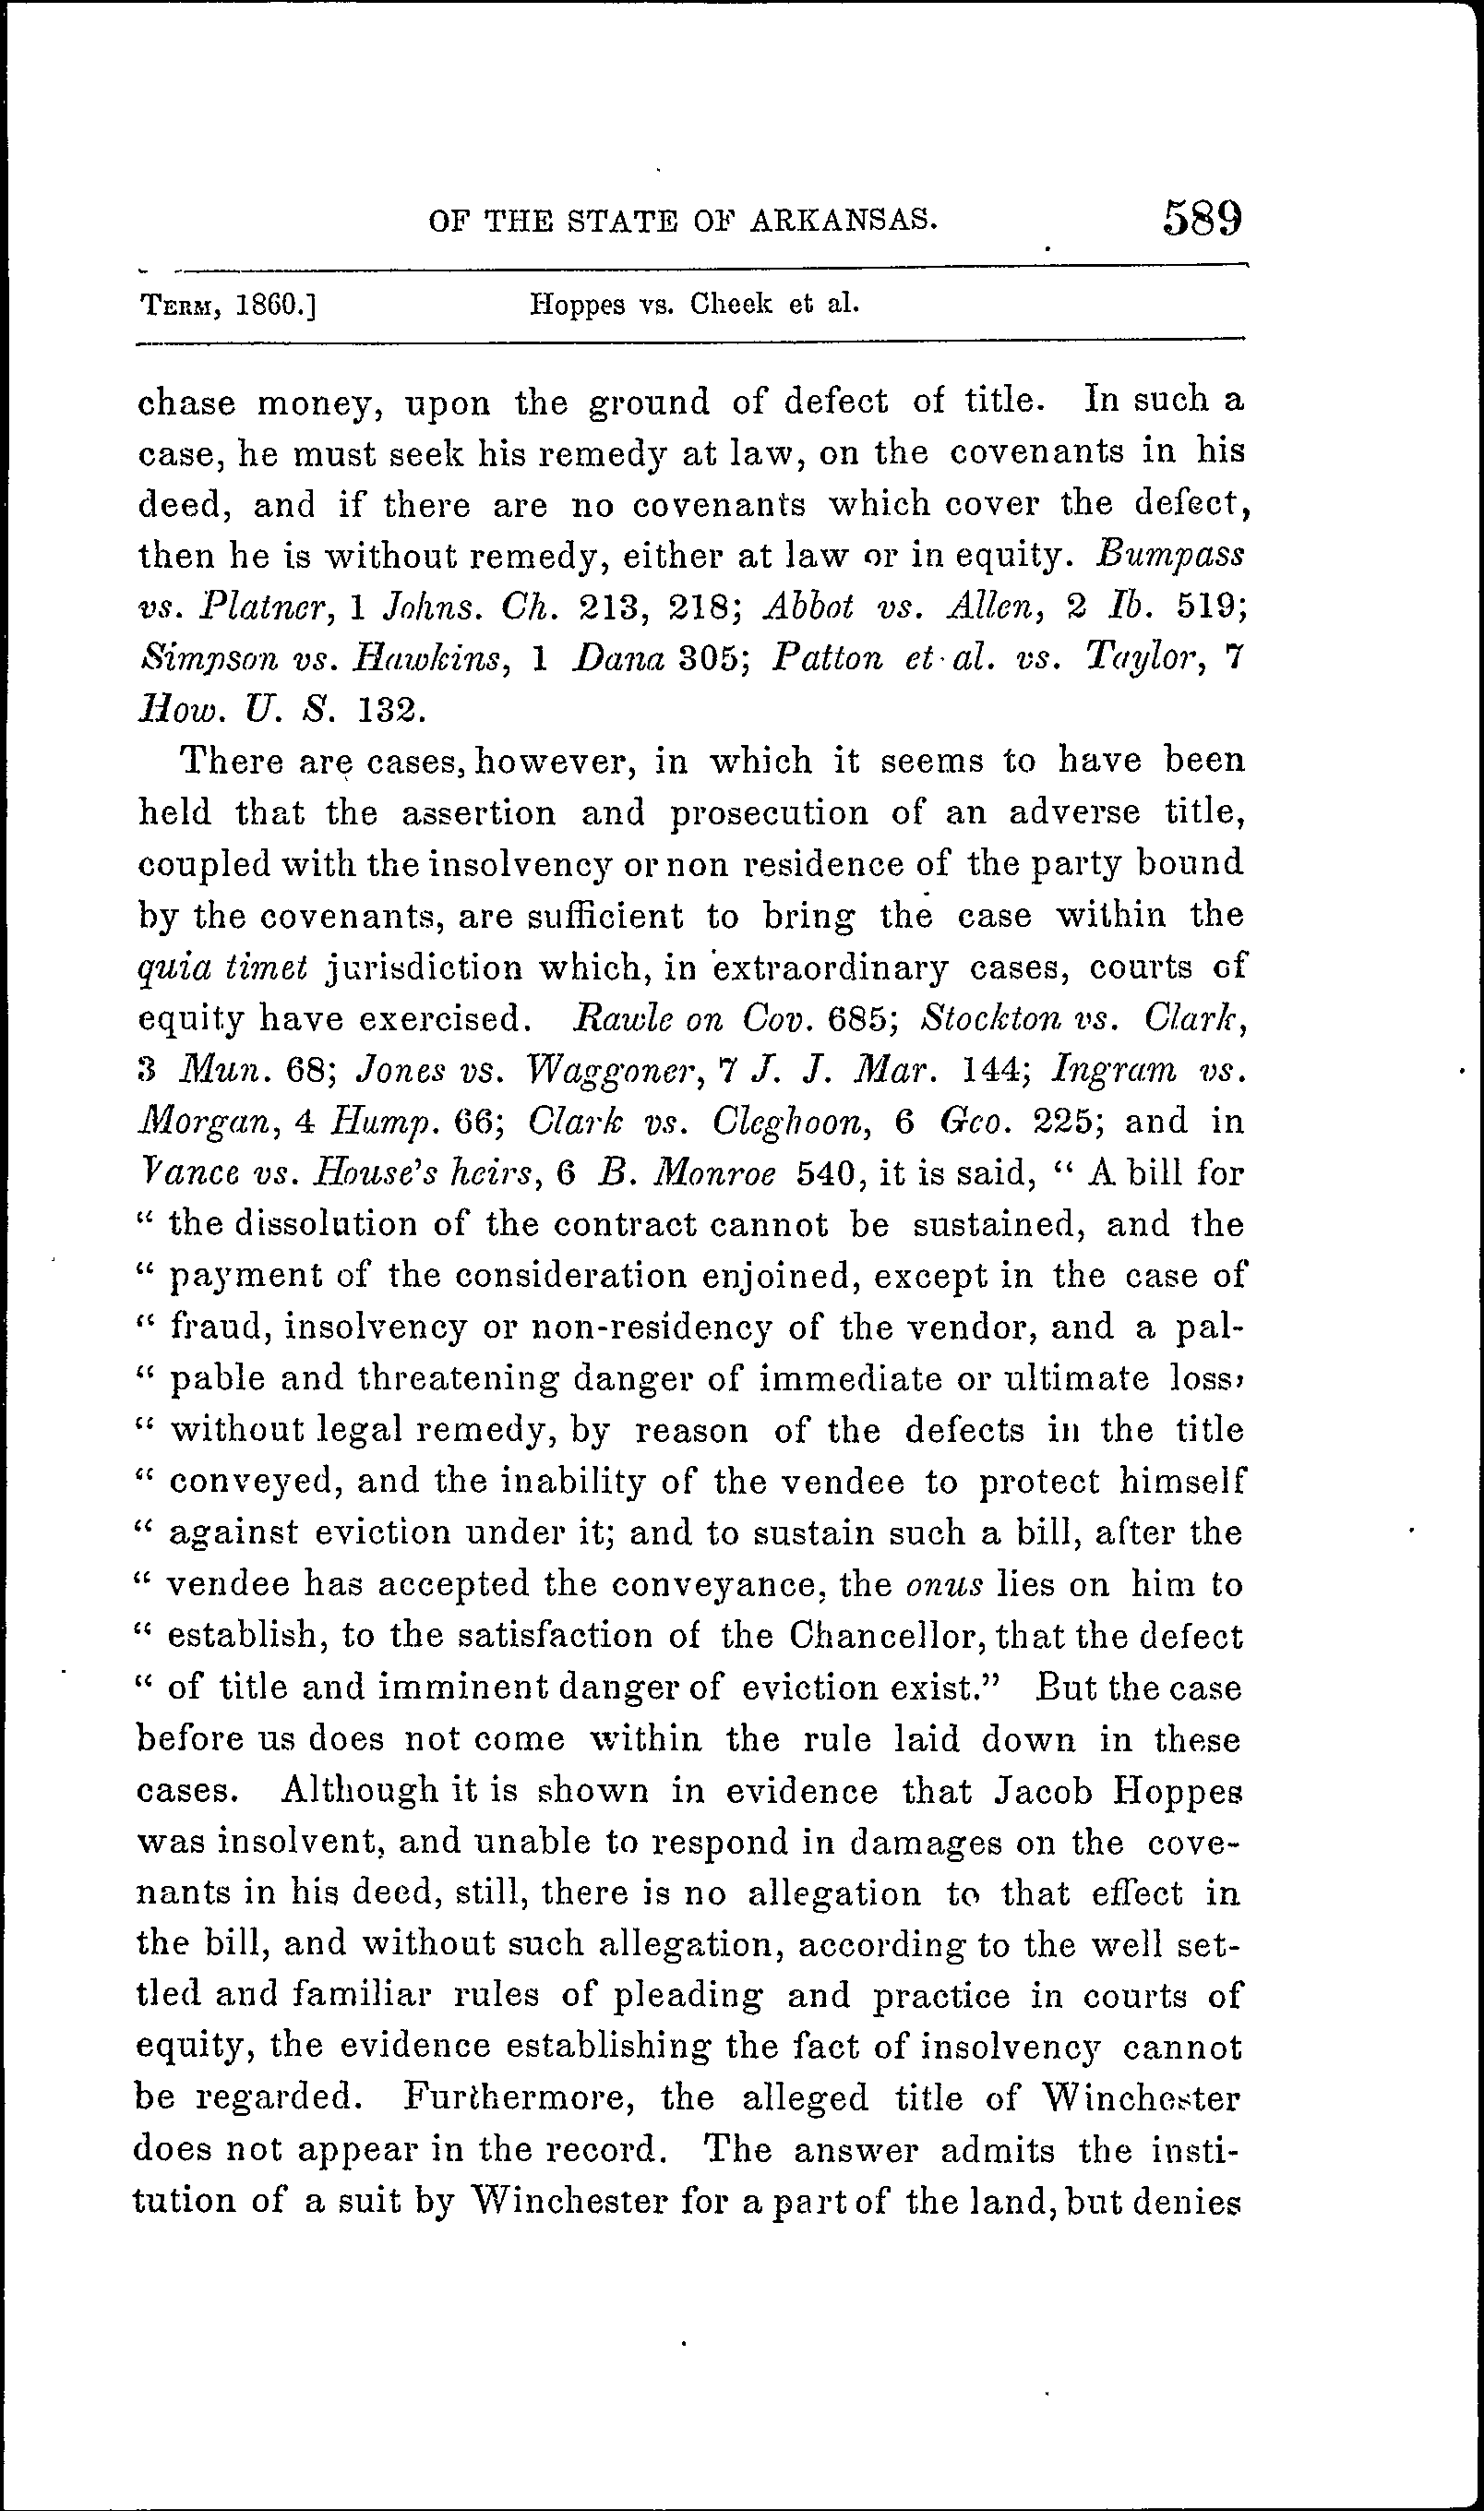 OF THE STATE OF ARKANSAS. 589
TERM, 1860.] Hoppes vs. Cheek et al.
chase money, upon the ground of defect of title. In such a
case, he must seek his remedy at law, on the covenants in his
deed, and if there are no covenants which cover the defect,
then he is without remedy, either at law or in equity. Bumpass
vs. Platner, 1 Johns. Ch. 213, 218; Abbot vs. Allen, 2 Ib. 519;
Simpson vs. Hawkins, 1 Dana 305; Patton et al. vs. Taylor, 7
How. U. S. 132.
There are cases, however, in which it seems to have been
held that the assertion and prosecution of an adverse title,
coupled with the insolvency or non residence of the party bound
by the covenants, are sufficient to bring the case within the
quia timet jurisdiction which, in extraordinary cases, courts of
equity have exercised. Rawle on Cov. 685; Stockton vs. Clark,
3 Mun. 68; Jones vs. Waggoner, 7 J. J. Mar. 144; Ingram vs.
Morgan, 4 Hump. 66; Clark vs. Cleghoon, 6 Geo. 225; and in
Vance vs. House's heirs, 6 B. Monroe 540, it is said, " A bill for
" the dissolution of the contract cannot be sustained, and the
" payment of the consideration enjoined, except in the case of
" fraud, insolvency or non-residency of the vendor, and a pal-
" pable and threatening danger of immediate or ultimate loss,
" without legal remedy, by reason of the defects in the title
" conveyed, and the inability of the vendee to protect himself
" against eviction under it; and to sustain such a bill, after the
" vendee has accepted the conveyance, the onus lies on him to
" establish, to the satisfaction of the Chancellor, that the defect
" of title and imminent danger of eviction exist." But the case
before us does not come within the rule laid down in these
cases. Although it is shown in evidence that Jacob Hoppes
was insolvent, and unable to respond in damages on the cove-
nants in his deed, still, there is no allegation to that effect in
the bill, and without such allegation, according to the well set-
tled and familiar rules of pleading and practice in courts of
equity, the evidence establishing the fact of insolvency cannot
be regarded. Furthermore, the alleged title of Winchester
does not appear in the record. The answer admits the insti-
tution of a suit by Winchester for a part of the land, but denies